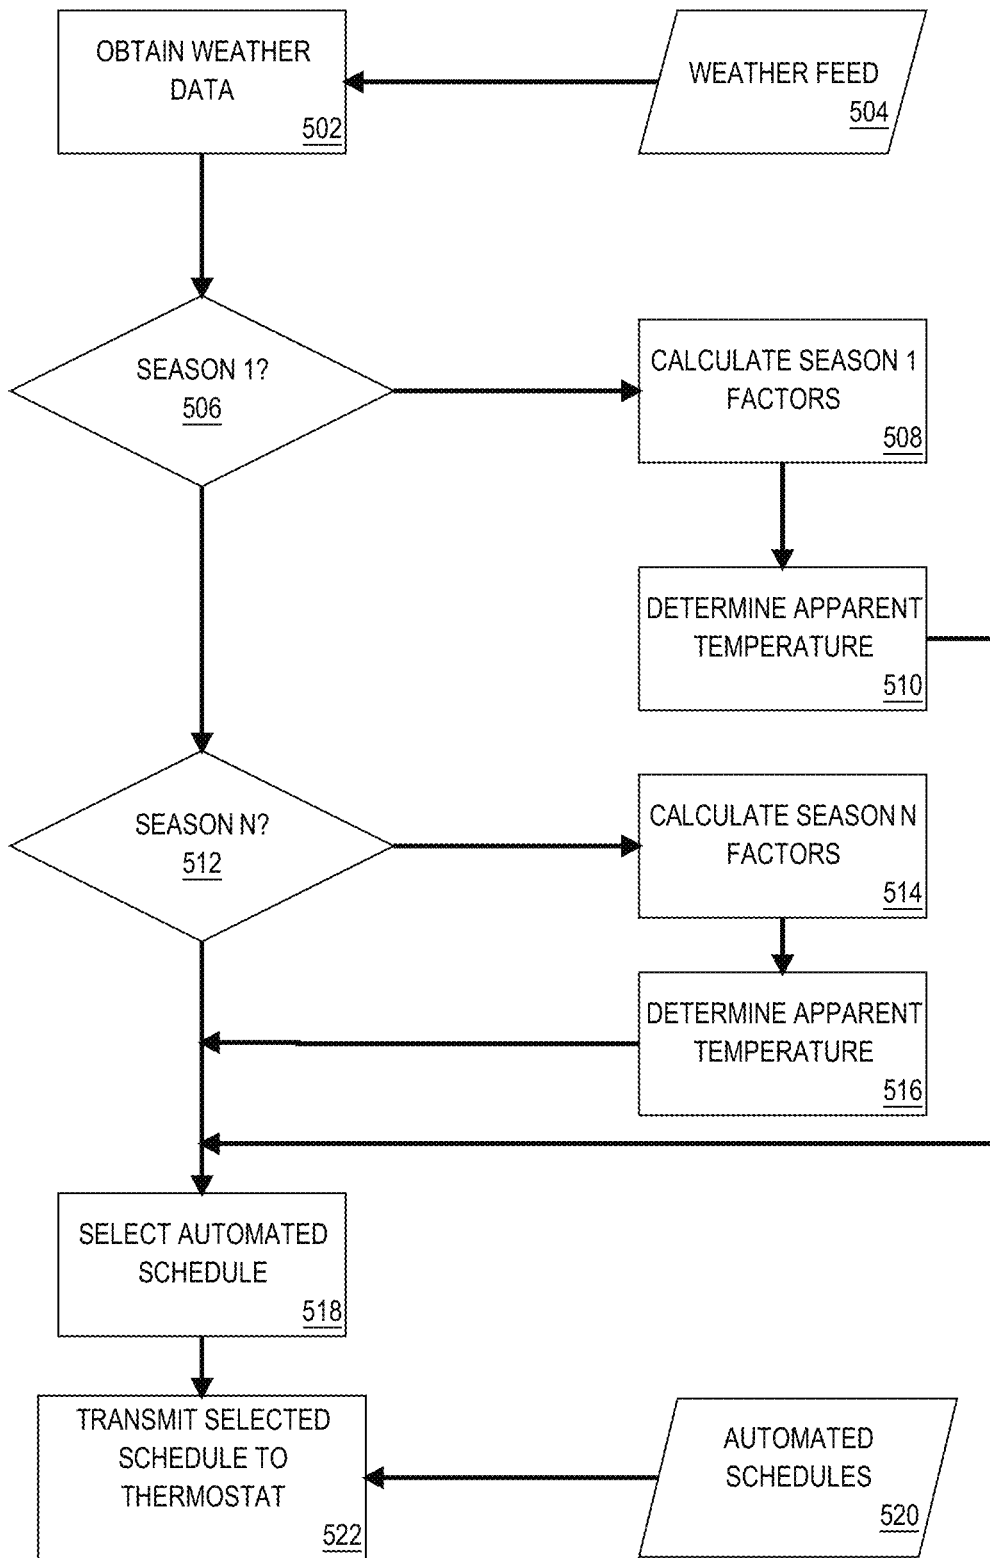 OBTAIN WEATHER
DATA
502
WEATHER FEED
504
SEASON 1?
506
CALCULATE SEASON 1
FACTORS
508
DETERMINE APPARENT
TEMPERATURE
510
SEASON N?
512
CALCULATE SEASON N
FACTORS
514
DETERMINE APPARENT
TEMPERATURE
516
SELECT AUTOMATED
SCHEDULE
518
TRANSMIT SELECTED
SCHEDULE TO
THERMOSTAT
522
AUTOMATED
SCHEDULES
520